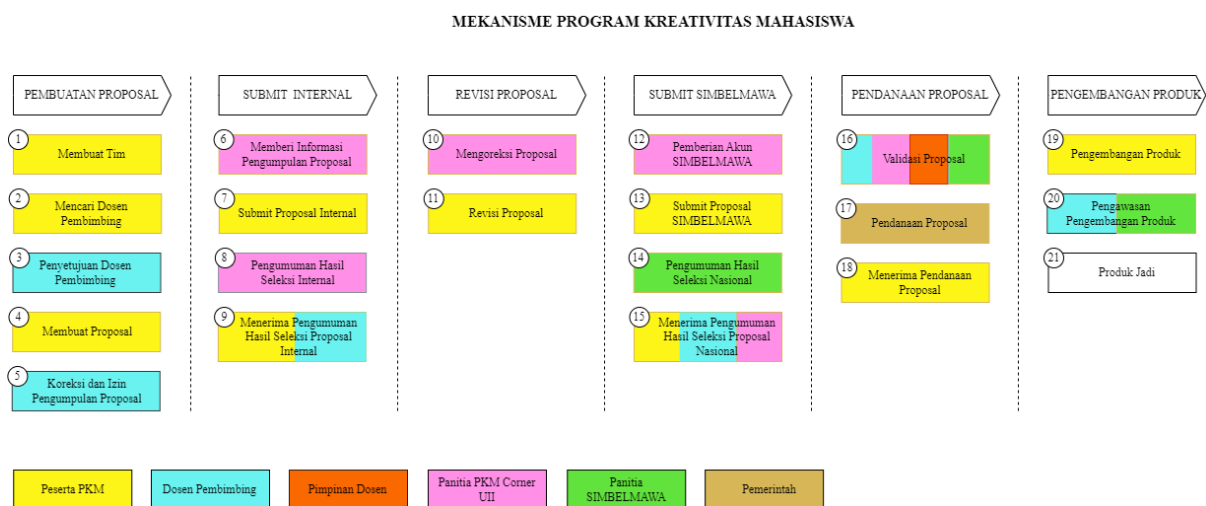 MEKANISME PROGRAM KREATIVITAS MAHASISWA
PEMBUATAN PROPOSAL
1
Membuat Tim
2
Mencari Dosen
Pembimbing
3
Penyetujuan Dosen
Pembimbing
4
Membuat Proposal
5
Koreksi dan Izin
Pengumpulan Proposal
SUBMIT INTERNAL
6
Memberi Informasi
Pengumpulan Proposal
7
Submit Proposal Internal
8
Pengumuman Hasil
Seleksi Internal
9
Menerima Pengumuman
Hasil Seleksi Proposal
Internal
REVISI PROPOSAL
10
Mengoreksi Proposal
11
Revisi Proposal
SUBMIT SIMBELMAWA
12
Pemberian Akun
SIMBELMAWA
13
Submit Proposal
SIMBELMAWA
14
Pengumuman Hasil
Seleksi Nasional
15
Menerima Pengumuman
Hasil Seleksi Proposal
Nasional
PENDANAAN PROPOSAL
16
Validasi Proposal
17
Pendanaan Proposal
18
Menerima Pendanaan
Proposal
PENGEMBANGAN PRODUK
19
Pengembangan Produk
20
Pengawasan
Pengembangan Produk
21
Produk Jadi
Peserta PKM
Dosen Pembimbing
Pimpinan Dosen
Panitia PKM Corner
UII
Panitia
SIMBELMAWA
Pemerintah